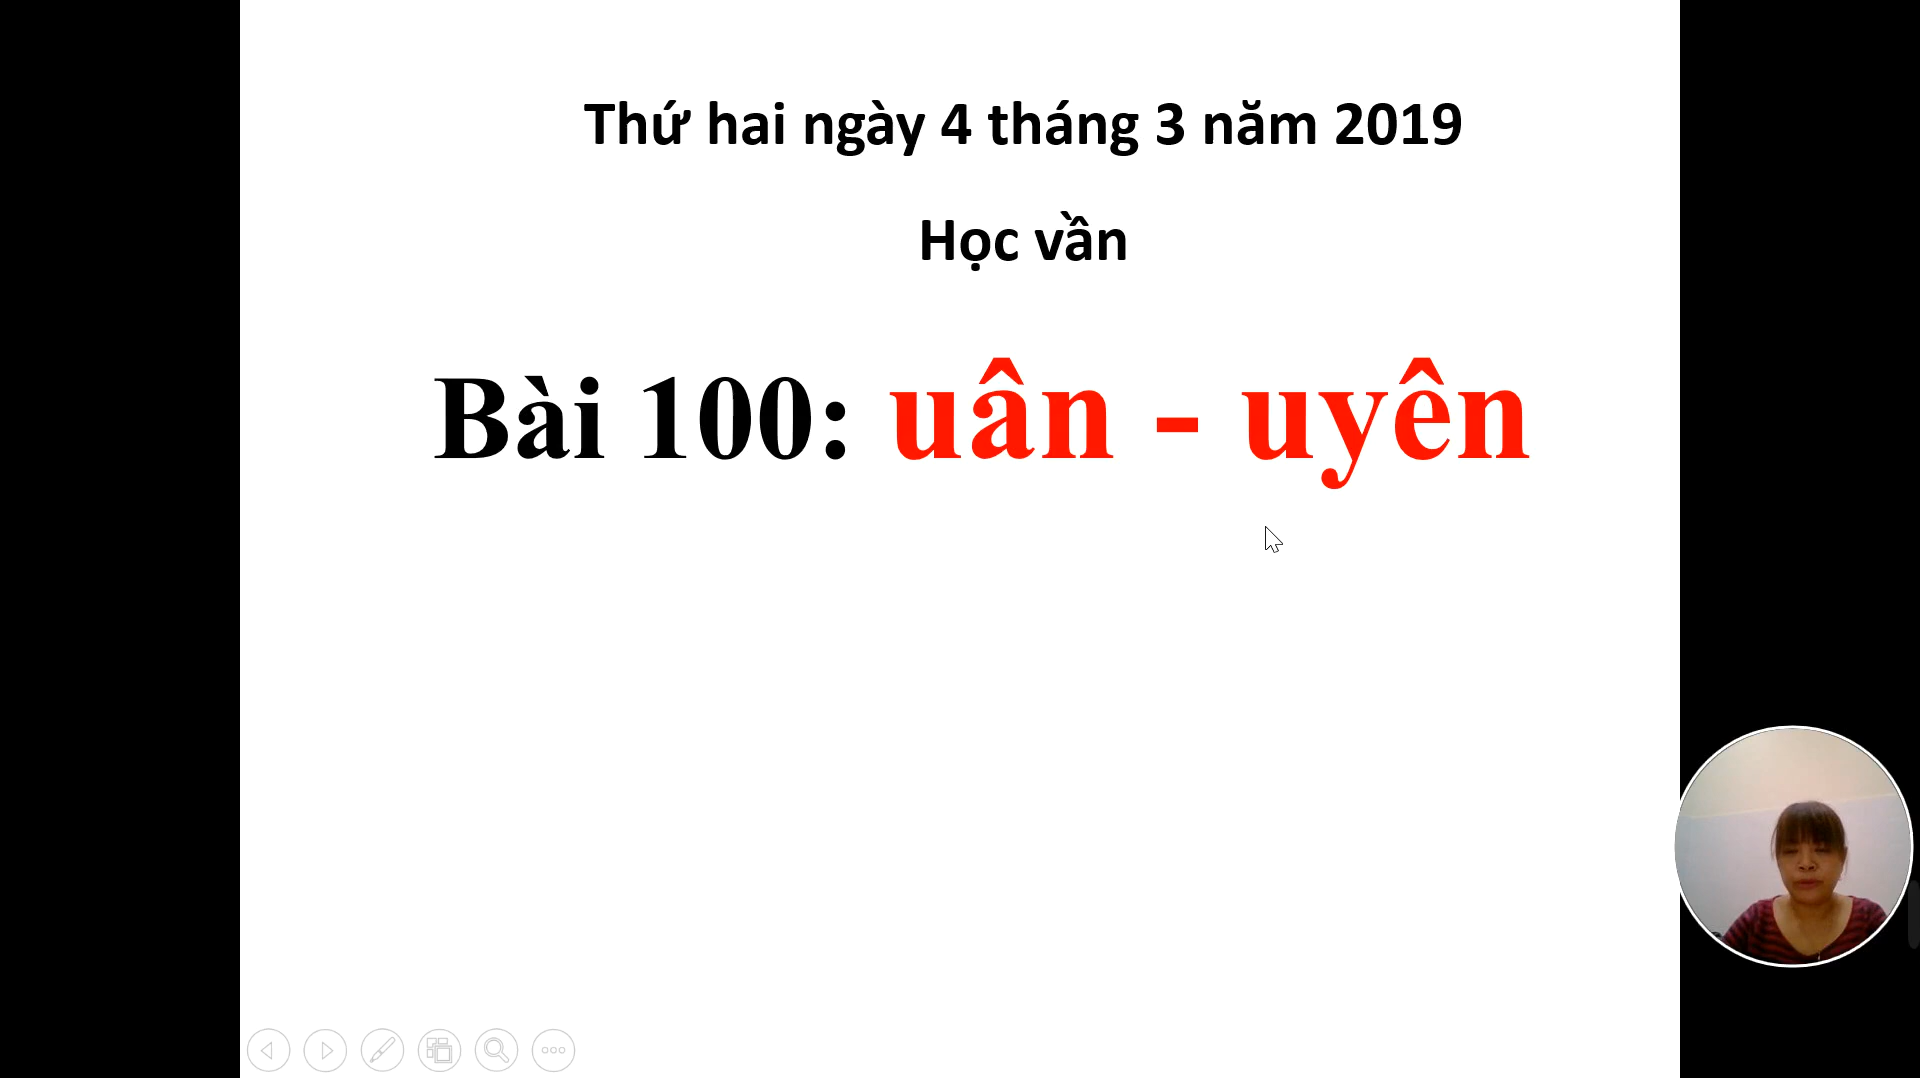 Thứ hai ngày 4 tháng 3 năm 2019
Học vần
Bài 100: uân - uyên